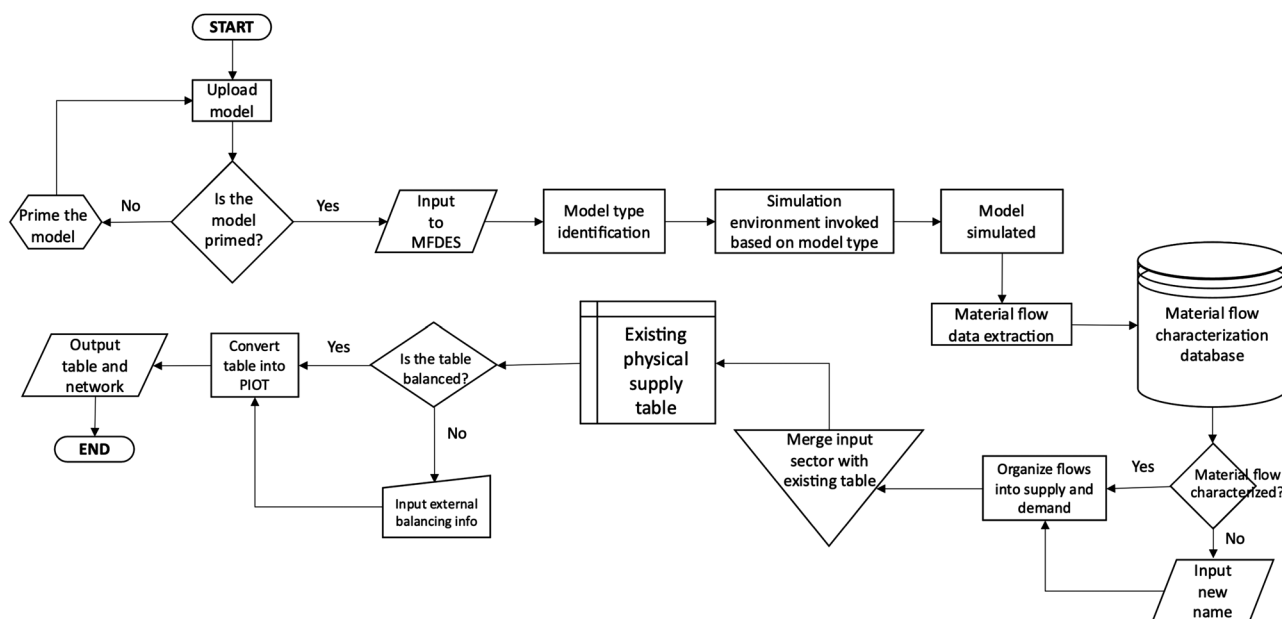 START
Upload
model
Is the
model
primed?
No
Prime the
model
Yes
Input
to
MFDES
Model type
identification
Simulation
environment invoked
based on model type
Model
simulated
Material flow
data extraction
Material flow
characterization
database
Material flow
characterized?
Yes
No
Input
new
name
Organize flows
into supply and
demand
Merge input
sector with
existing table
Existing
physical
supply
table
Is the table
balanced?
Yes
No
Input external
balancing info
Convert
table into
PIOT
Output
table and
network
END